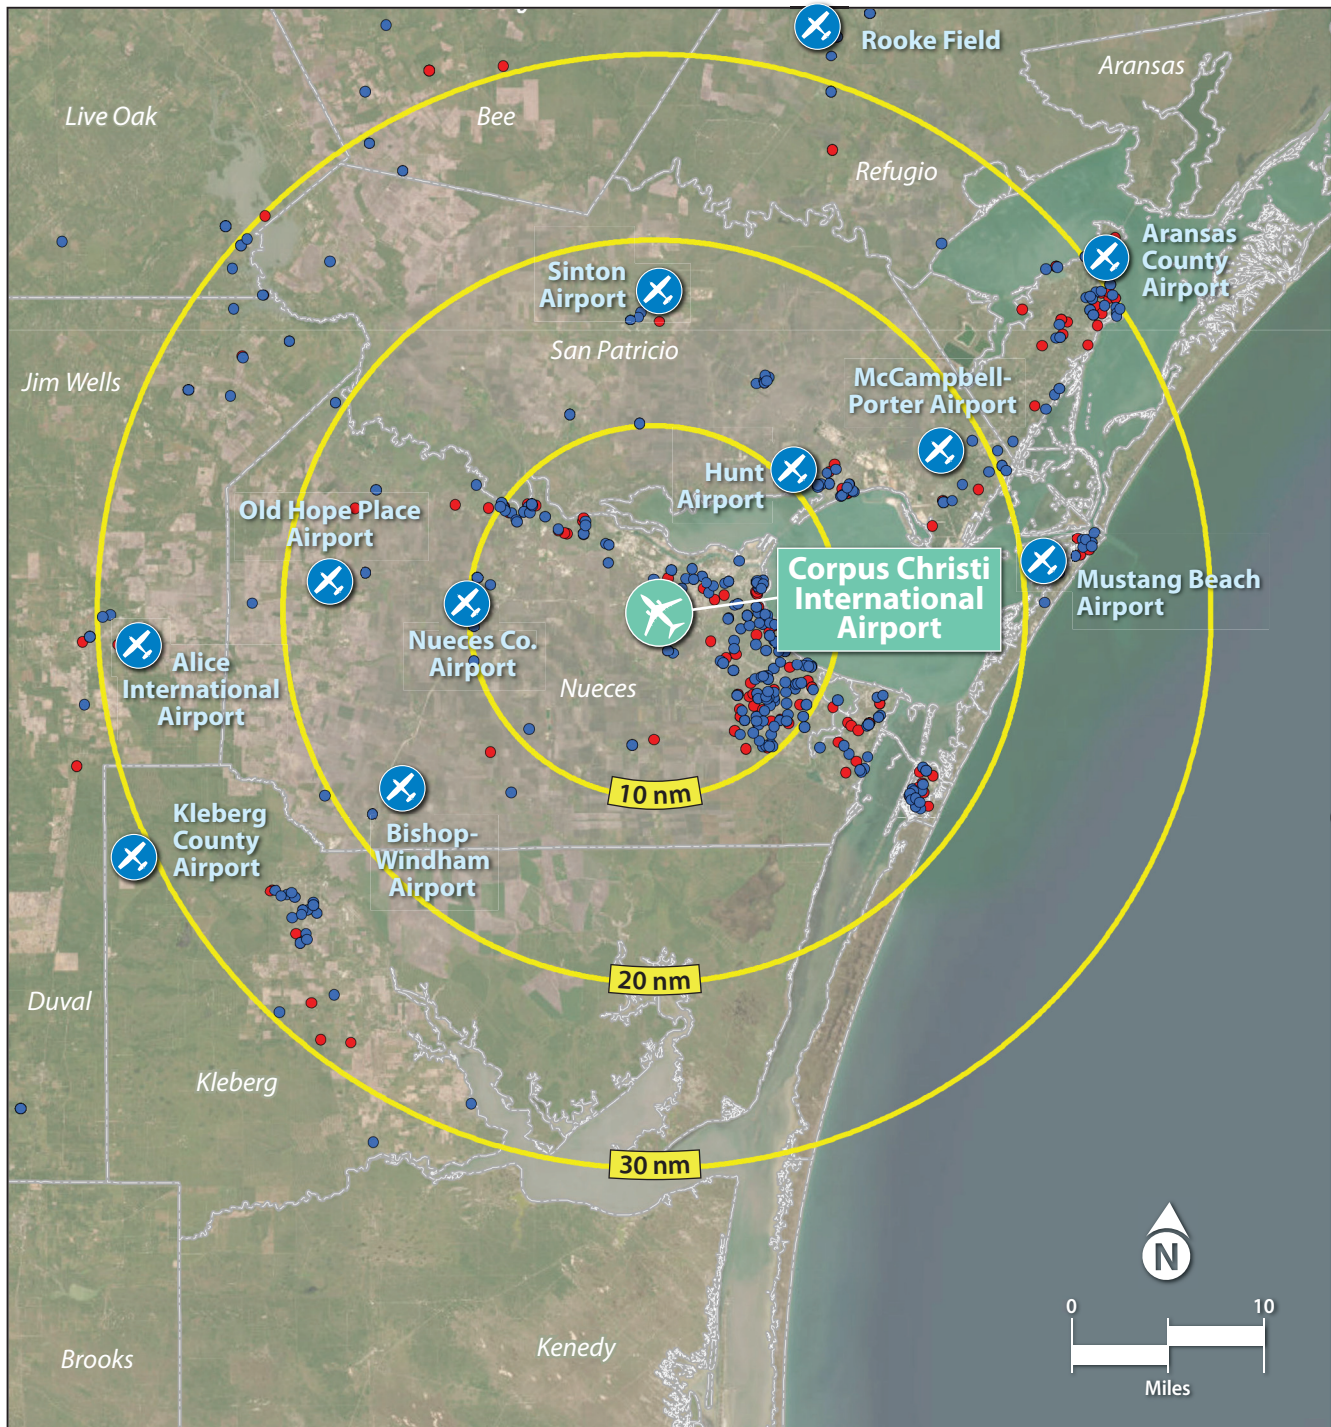 Rooke Field
Aransas
Live Oak
Bee
Refugio
Aransas
County
Airport
Sinton
Airport
San Patricio
Jim Wells
McCampbell-
Porter Airport
Hunt
Airport
Old Hope Place
Airport
Corpus Christi
International
Airport
Mustang Beach
Airport
Nueces Co.
Airport
Alice
International
Airport
Nueces
10 nm
Kleberg
County
Airport
Bishop-
Windham
Airport
20 nm
Duval
Kleberg
30 nm
N
0 10
Miles
Kenedy
Brooks